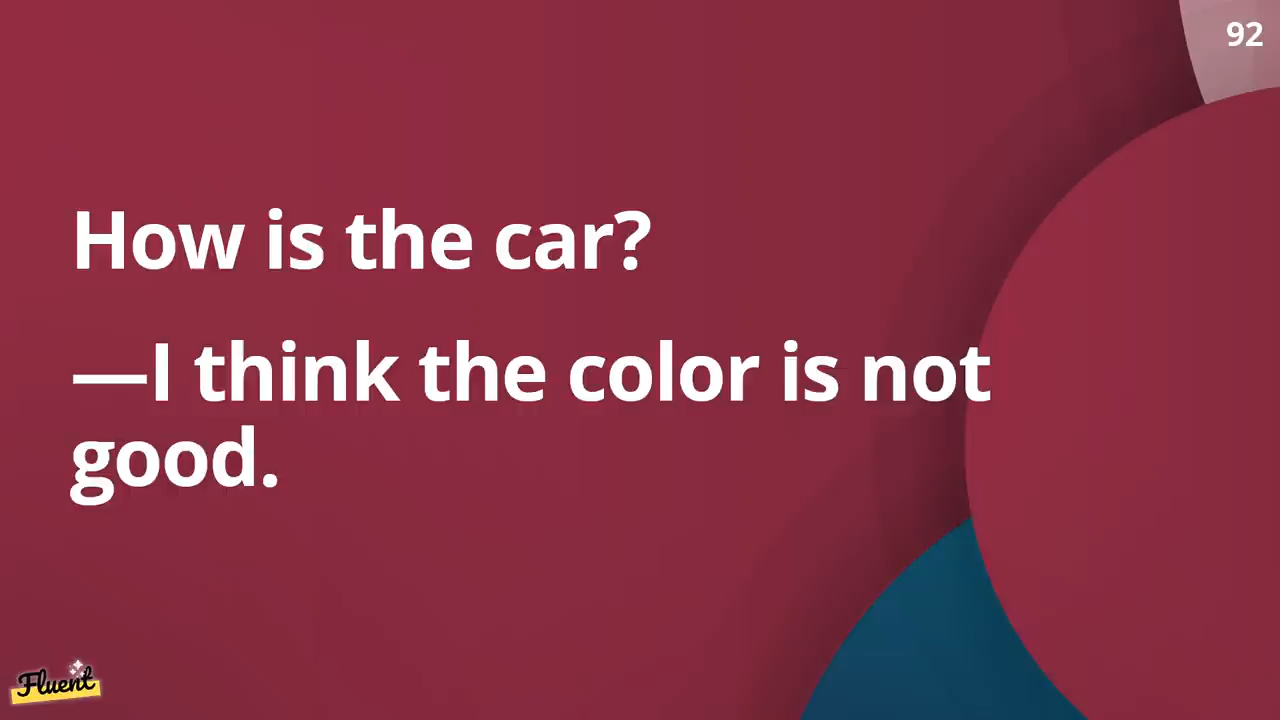 92
How is the car?
—I think the color is not
good.
Fluent